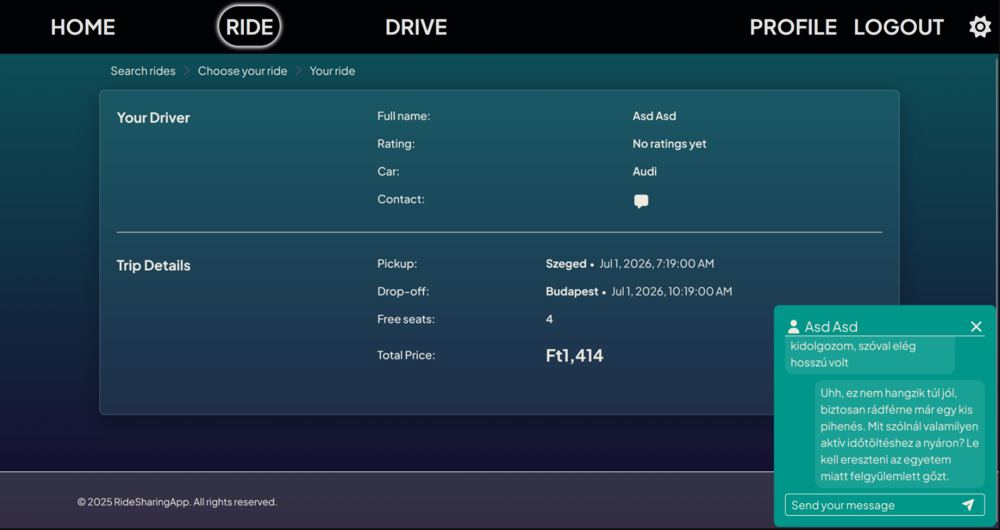 HOME RIDE DRIVE PROFILE LOGOUT
Search rides > Choose your ride > Your ride
Your Driver
Full name: Asd Asd
Rating: No ratings yet
Car: Audi
Contact:
Trip Details
Pickup: Szeged • Jul 1, 2026, 7:19:00 AM
Drop-off: Budapest • Jul 1, 2026, 10:19:00 AM
Free seats: 4
Total Price: Ft1,414
Asd Asd
kidolgozom, szóval elég
hosszú volt
Uhh, ez nem hangzik túl jól,
biztosan rádférne már egy kis
pihenés. Mit szólnál valamilyen
aktív időtöltéshez a nyáron? Le
kell ereszteni az egyetem
miatt felgyülemlett gőzt.
Send your message
© 2025 RideSharingApp. All rights reserved.